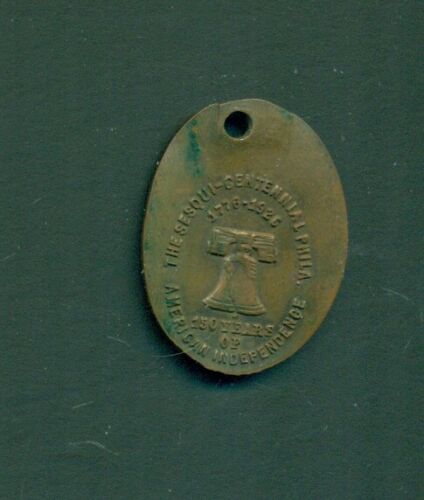 THE SESQUI-CENTENNIAL PHILA.
1776-1926
150 YEARS
OF
AMERICAN INDEPENDENCE